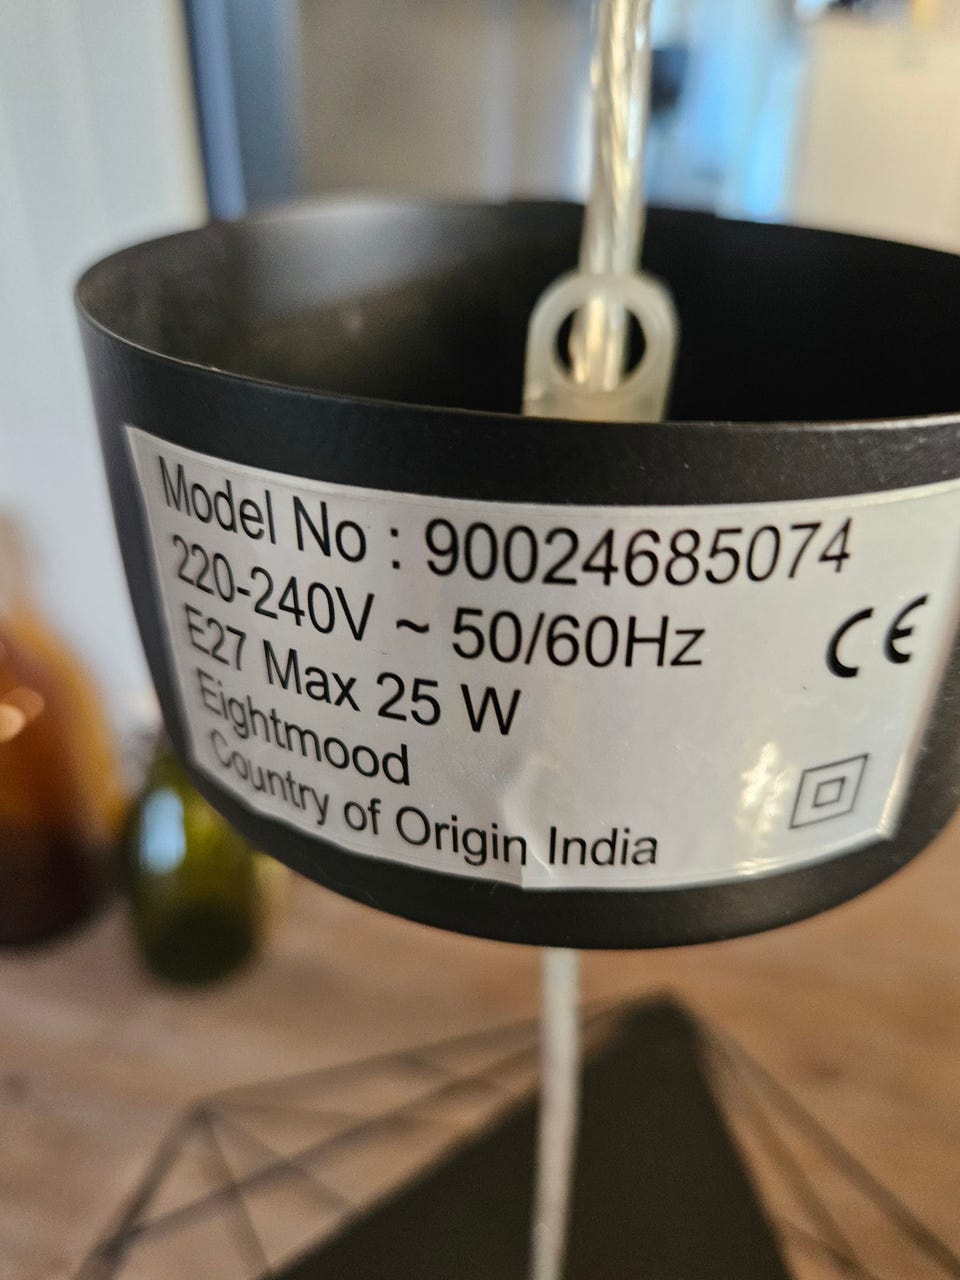 Model No : 90024685074
220-240V ~ 50/60Hz
E27 Max 25 W
CE
Eightmood
Country of Origin India